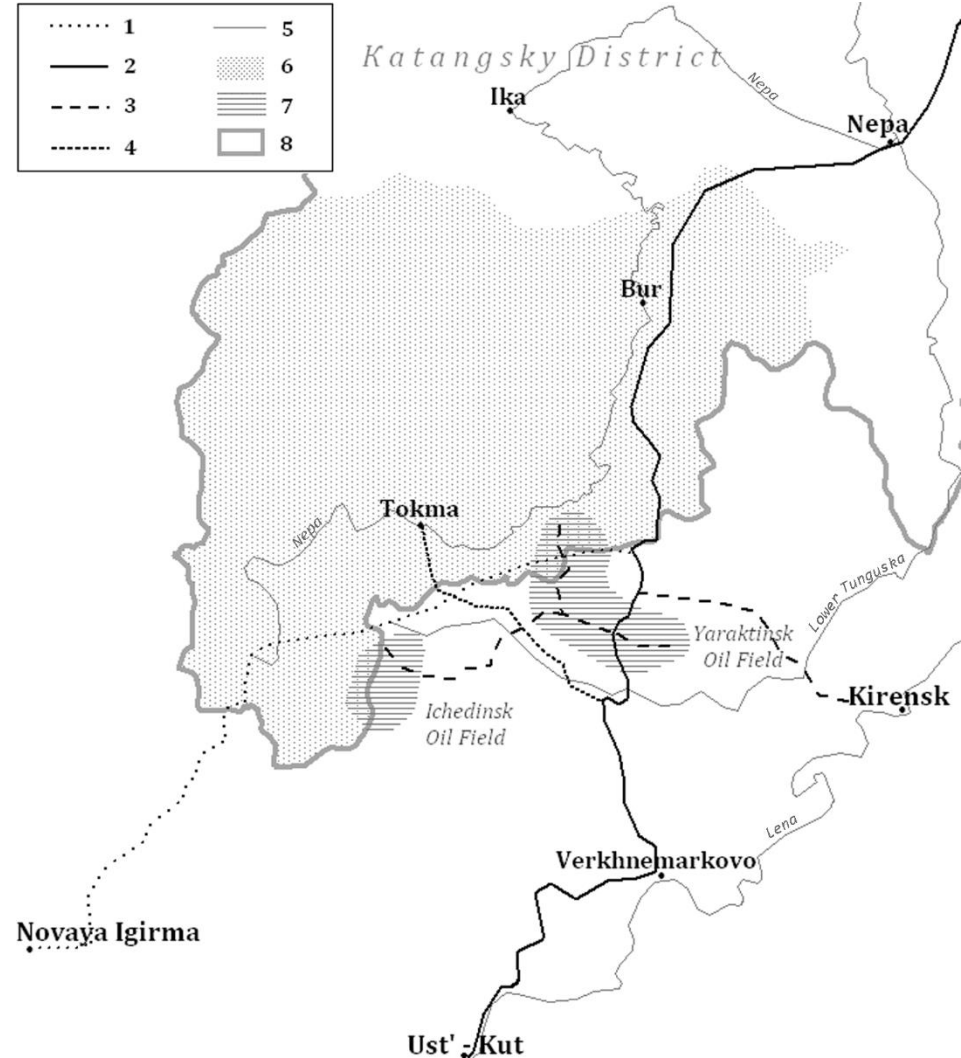 1
2
3
4
5
6
7
8
Katangsky District
Nepa
Ika
Nepa
Bur
Tokma
Nepa
Lower Tunguska
Yaraktinsk
Oil Field
Kirensk
Ichedinsk
Oil Field
Lena
Verkhnemarkovo
Novaya Igirma
Ust' - Kut